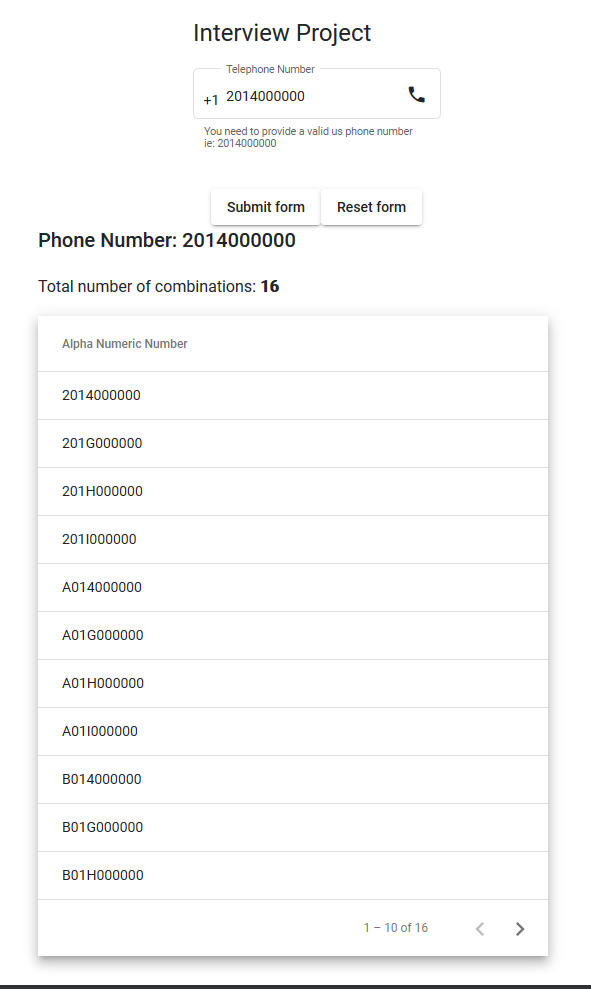 Interview Project
Telephone Number
+1 2014000000
You need to provide a valid us phone number
ie: 2014000000
Submit form Reset form
Phone Number: 2014000000
Total number of combinations: 16
Alpha Numeric Number
2014000000
201G000000
201H000000
201I000000
A014000000
A01G000000
A01H000000
A01I000000
B014000000
B01G000000
B01H000000
1 – 10 of 16